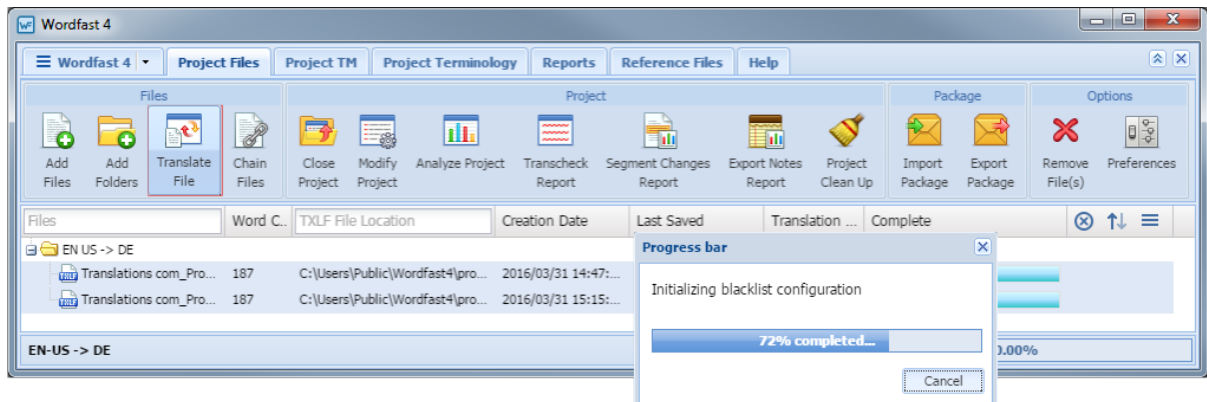 Wordfast 4
Wordfast 4 Project Files Project TM Project Terminology Reports Reference Files Help
Files Project Package Options
Add Files
Add Folders
Translate File
Chain Files
Close Project
Modify Project
Analyze Project
Transcheck Report
Segment Changes Report
Export Notes Report
Project Clean Up
Import Package
Export Package
Remove File(s)
Preferences
Files Word C.. TXLF File Location Creation Date Last Saved Translation ... Complete
EN US -> DE
TXLF Translations com_Pro... 187 C:\Users\Public\Wordfast4\pro... 2016/03/31 14:47:...
TXLF Translations com_Pro... 187 C:\Users\Public\Wordfast4\pro... 2016/03/31 15:15:...
Progress bar
Initializing blacklist configuration
72% completed...
Cancel
EN-US -> DE
.00%